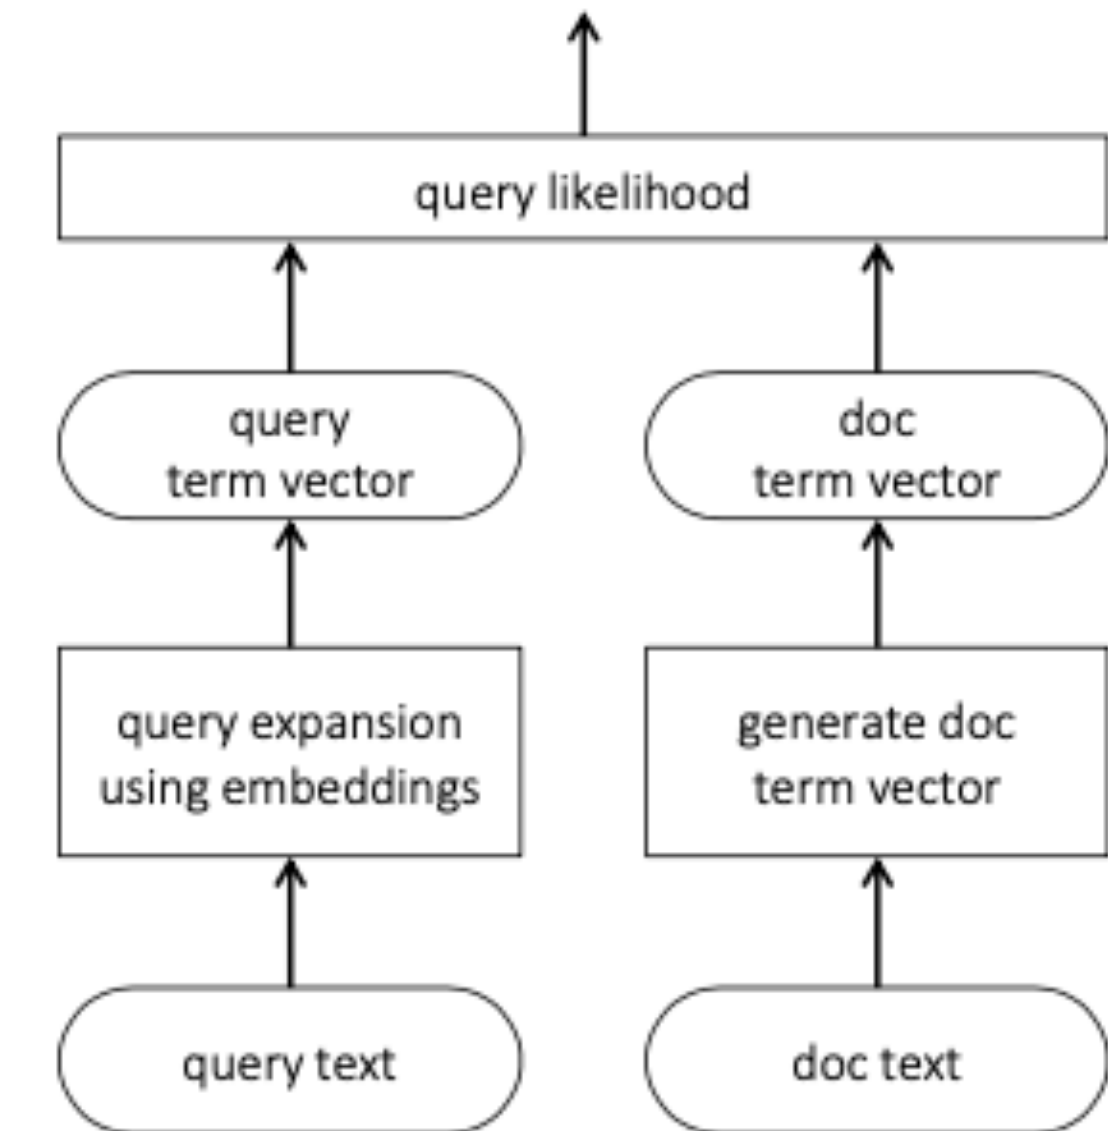 query likelihood
query
term vector
doc
term vector
query expansion
using embeddings
generate doc
term vector
query text
doc text